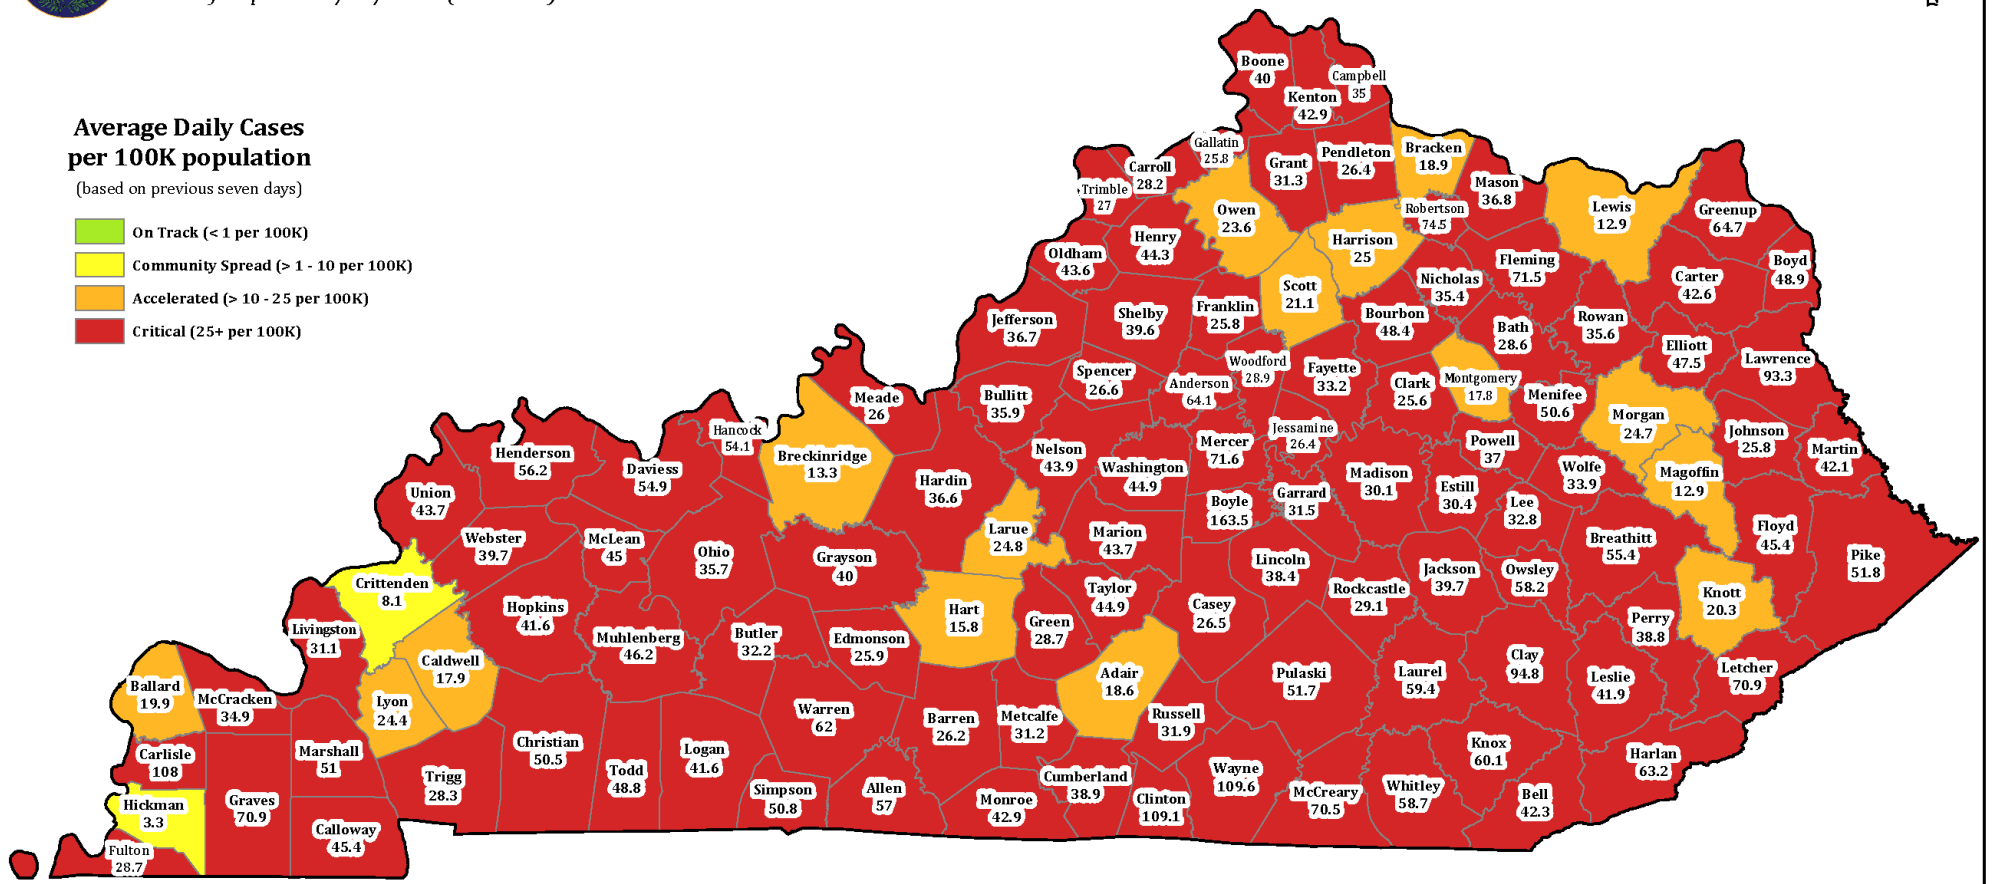 Average Daily Cases
per 100K population
(based on previous seven days)
On Track (< 1 per 100K)
Community Spread (> 1 - 10 per 100K)
Accelerated (> 10 - 25 per 100K)
Critical (25+ per 100K)
Boone
40
Campbell
35
Kenton
42.9
Gallatin
25.8
Carroll
28.2
Trimble
27
Grant
31.3
Pendleton
26.4
Bracken
18.9
Mason
36.8
Robertson
74.5
Lewis
12.9
Greenup
64.7
Owen
23.6
Henry
44.3
Oldham
43.6
Harrison
25
Boyd
48.9
Carter
42.6
Fleming
71.5
Nicholas
35.4
Scott
21.1
Franklin
25.8
Shelby
39.6
Jefferson
36.7
Bourbon
48.4
Bath
28.6
Rowan
35.6
Elliott
47.5
Lawrence
93.3
Woodford
28.9
Fayette
33.2
Spencer
26.6
Anderson
64.1
Clark
25.6
Montgomery
17.8
Menifee
50.6
Bullitt
35.9
Meade
26
Morgan
24.7
Johnson
25.8
Martin
42.1
Hancock
54.1
Jessamine
26.4
Mercer
71.6
Powell
37
Nelson
43.9
Washington
44.9
Breckinridge
13.3
Henderson
56.2
Daviess
54.9
Madison
30.1
Wolfe
33.9
Magoffin
12.9
Hardin
36.6
Union
43.7
Boyle
163.5
Garrard
31.5
Estill
30.4
Lee
32.8
Floyd
45.4
Larue
24.8
Marion
43.7
Webster
39.7
McLean
45
Ohio
35.7
Grayson
40
Breathitt
55.4
Pike
51.8
Lincoln
38.4
Jackson
39.7
Owsley
58.2
Crittenden
8.1
Rockcastle
29.1
Knott
20.3
Taylor
44.9
Casey
26.5
Hopkins
41.6
Hart
15.8
Green
28.7
Perry
38.8
Livingston
31.1
Muhlenberg
46.2
Butler
32.2
Edmonson
25.9
Caldwell
17.9
Clay
94.8
Letcher
70.9
Adair
18.6
Pulaski
51.7
Laurel
59.4
Leslie
41.9
Ballard
19.9
McCracken
34.9
Lyon
24.4
Warren
62
Barren
26.2
Metcalfe
31.2
Russell
31.9
Carlisle
108
Marshall
51
Christian
50.5
Logan
41.6
Knox
60.1
Harlan
63.2
Trigg
28.3
Todd
48.8
Simpson
50.8
Allen
57
Cumberland
38.9
Wayne
109.6
Hickman
3.3
Graves
70.9
Monroe
42.9
Clinton
109.1
McCreary
70.5
Whitley
58.7
Bell
42.3
Calloway
45.4
Fulton
28.7